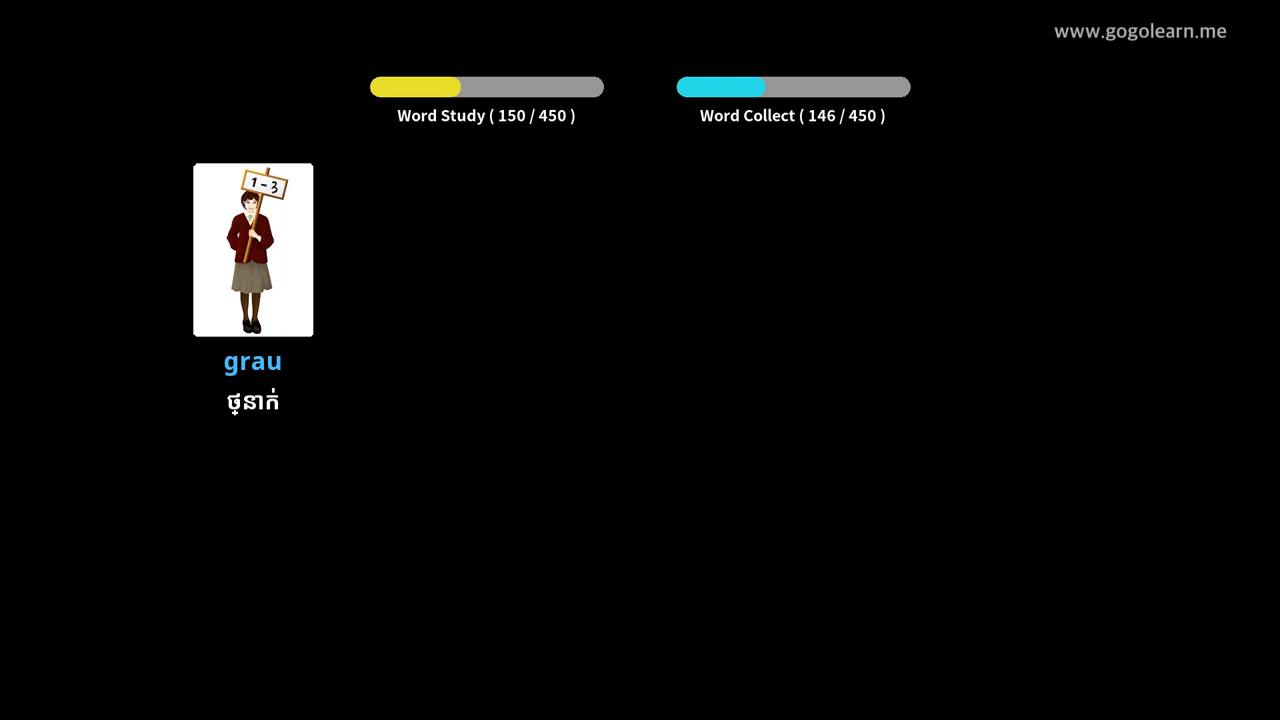 www.gogolearn.me
Word Study ( 150 / 450 )
Word Collect ( 146 / 450 )
1 - 3
grau
ថ្នាក់